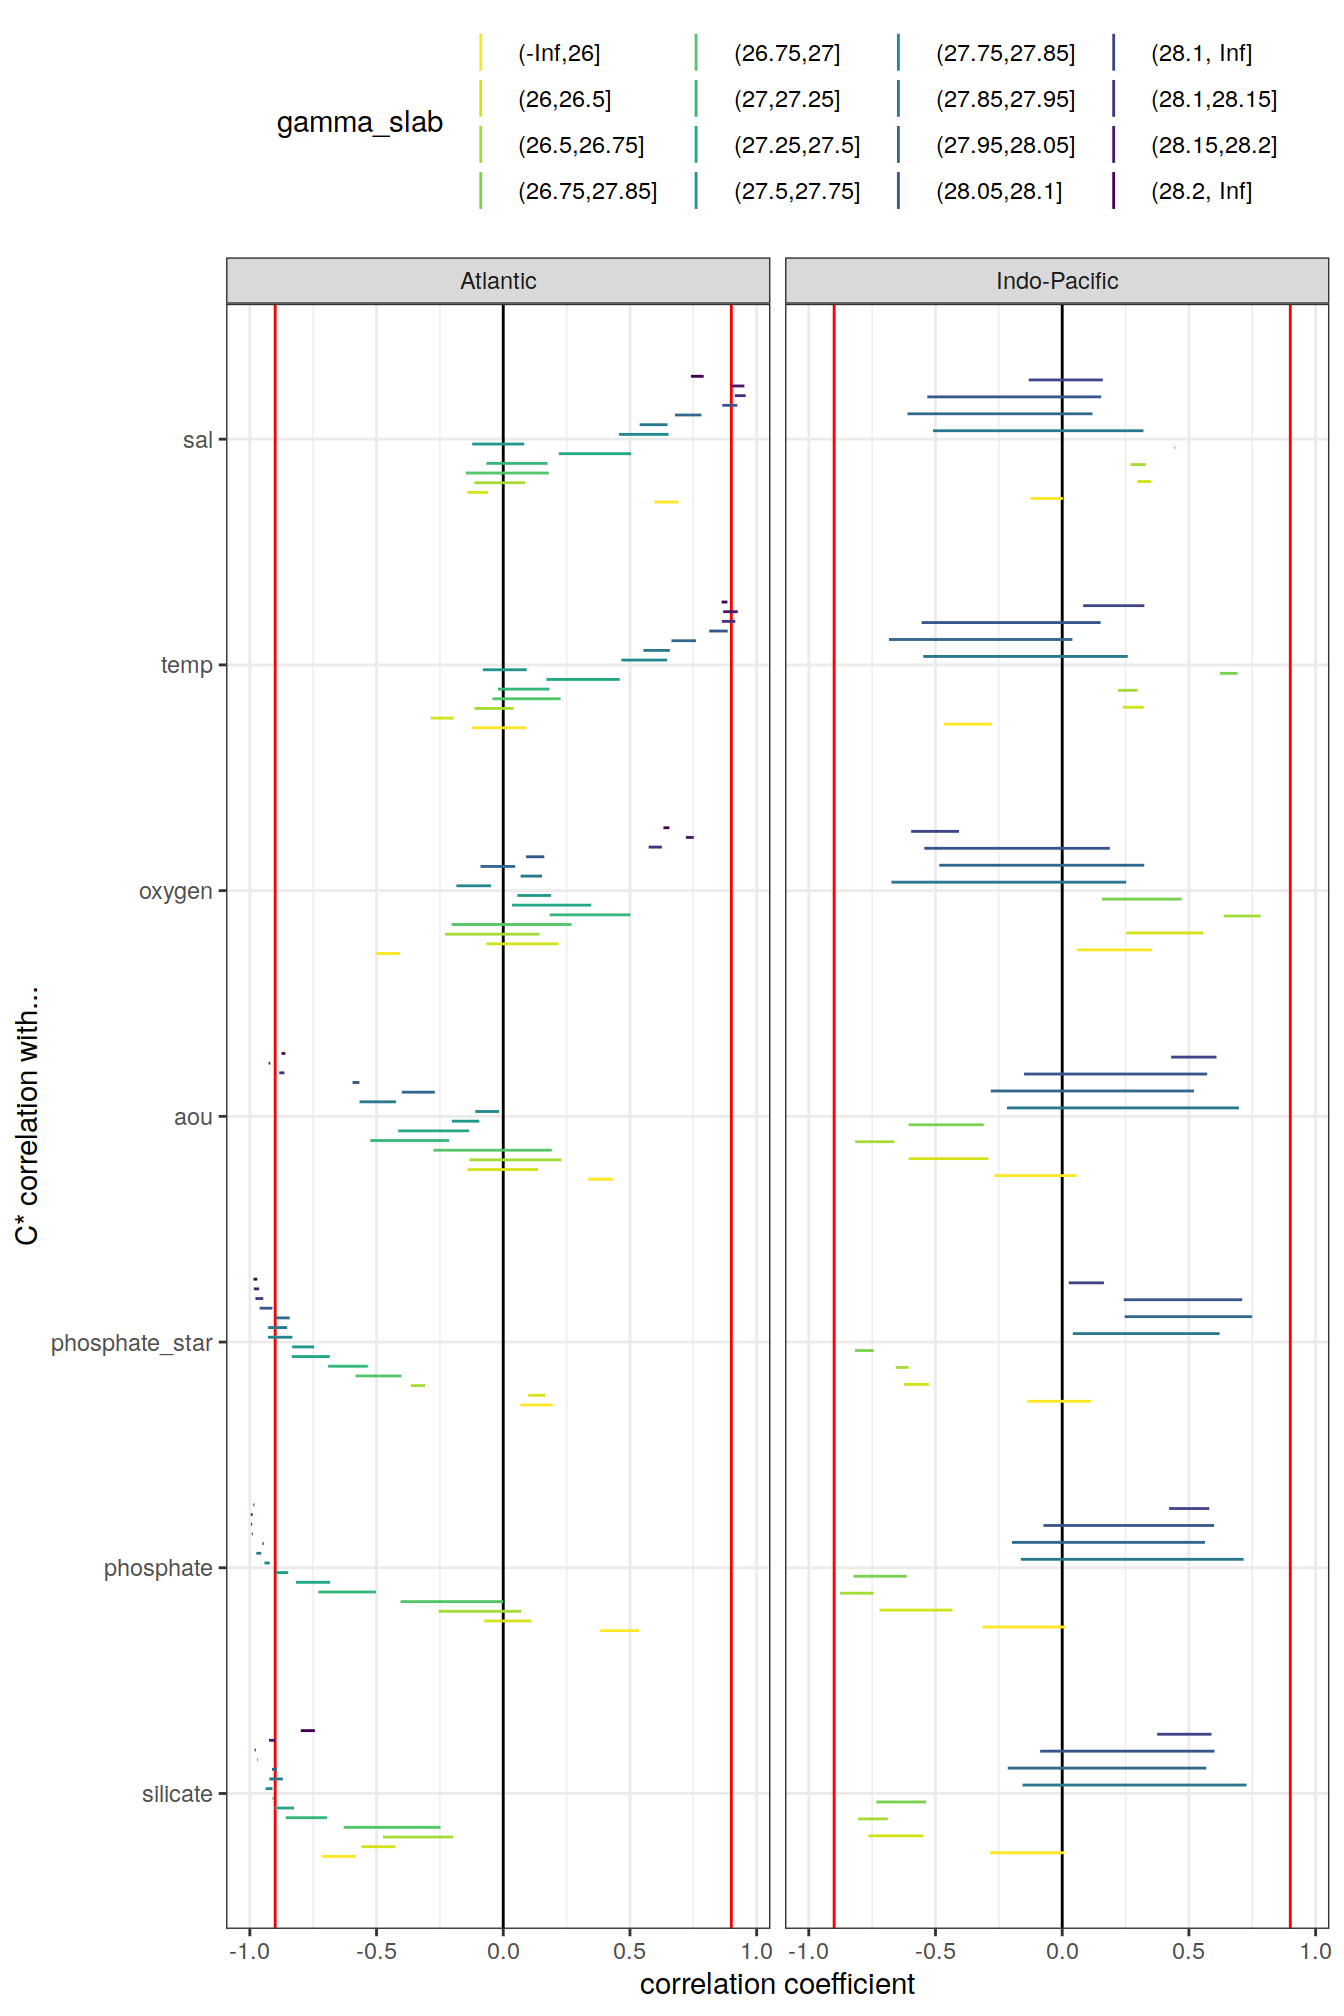 gamma_slab
(-Inf,26]
(26,26.5]
(26.5,26.75]
(26.75,27.85]
(26.75,27]
(27,27.25]
(27.25,27.5]
(27.5,27.75]
(27.75,27.85]
(27.85,27.95]
(27.95,28.05]
(28.05,28.1]
(28.1, Inf]
(28.1,28.15]
(28.15,28.2]
(28.2, Inf]
Atlantic
Indo-Pacific
C* correlation with...
sal
temp
oxygen
aou
phosphate_star
phosphate
silicate
-1.0 -0.5 0.0 0.5 1.0
-1.0 -0.5 0.0 0.5 1.0
correlation coefficient